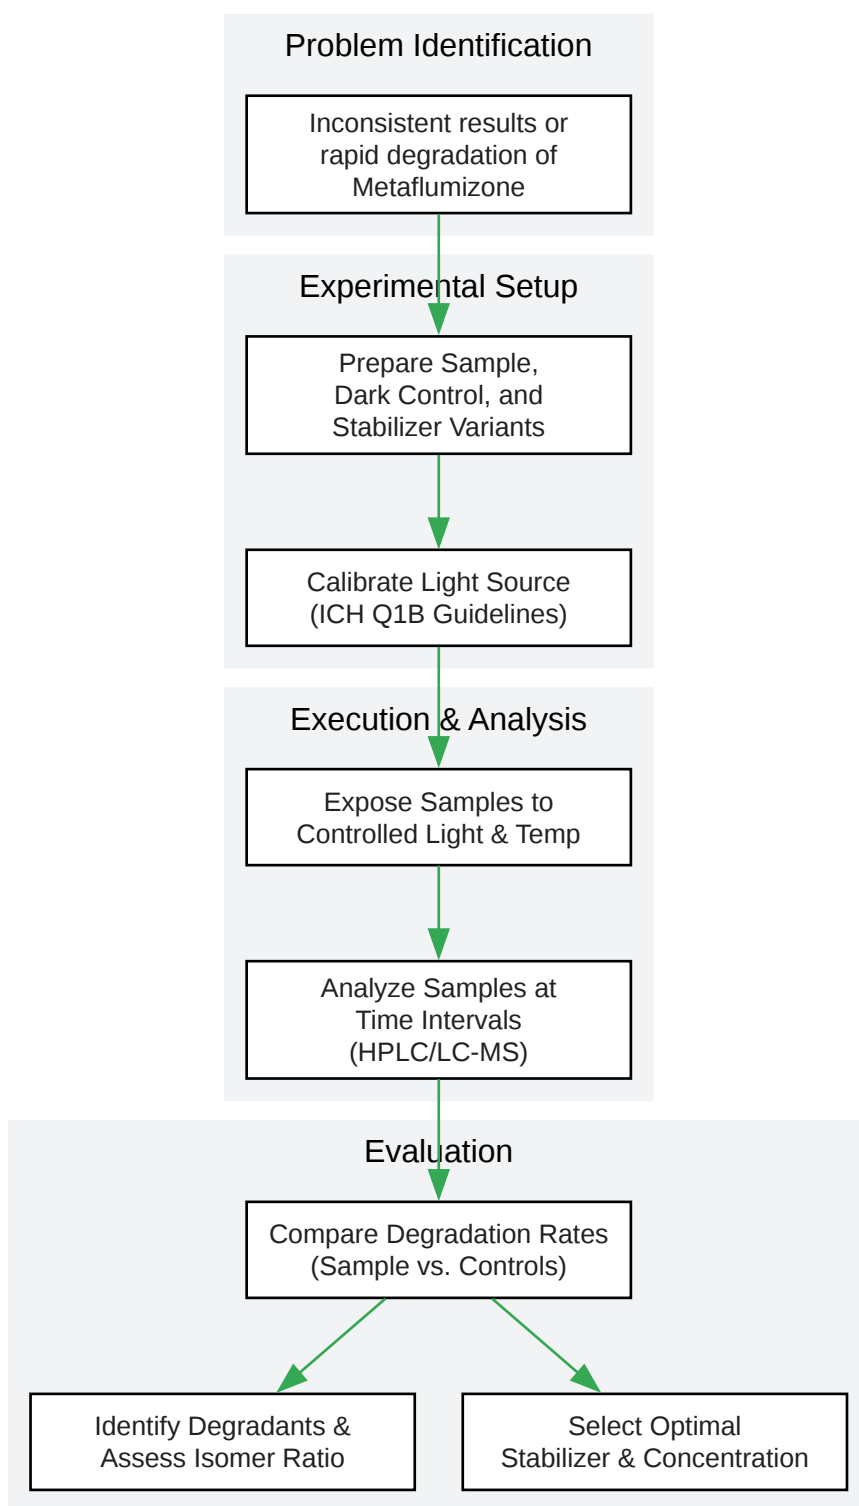 Problem Identification
Inconsistent results or
rapid degradation of
Metaflumizone
Experimental Setup
Prepare Sample,
Dark Control, and
Stabilizer Variants
Calibrate Light Source
(ICH Q1B Guidelines)
Execution & Analysis
Expose Samples to
Controlled Light & Temp
Analyze Samples at
Time Intervals
(HPLC/LC-MS)
Evaluation
Compare Degradation Rates
(Sample vs. Controls)
Identify Degradants &
Assess Isomer Ratio
Select Optimal
Stabilizer & Concentration